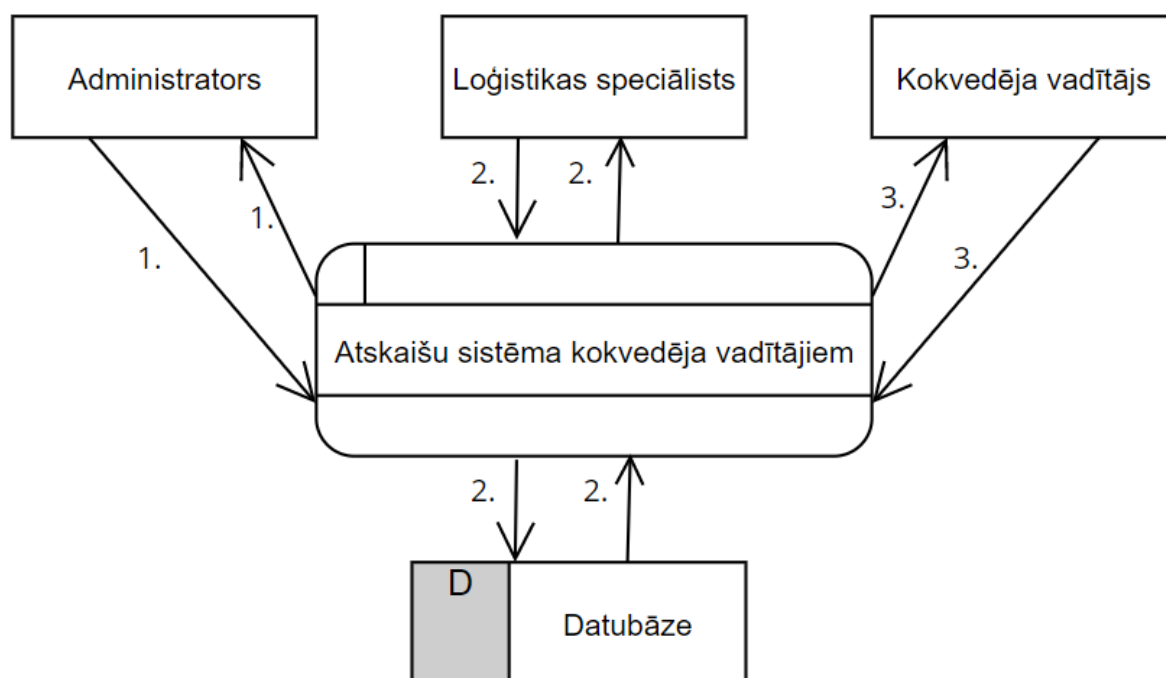 Administrators
Loģistikas speciālists
Kokvedēja vadītājs
2.
2.
3.
1.
1.
3.
Atskaišu sistēma kokvedēja vadītājiem
2.
2.
D
Datubāze